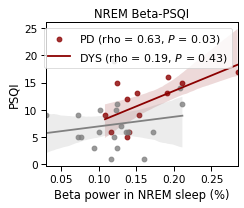 NREM Beta-PSQI
PD (rho = 0.63, P = 0.03)
DYS (rho = 0.19, P = 0.43)
PSQI
25
20
15
10
5
0
0.05 0.10 0.15 0.20 0.25
Beta power in NREM sleep (%)